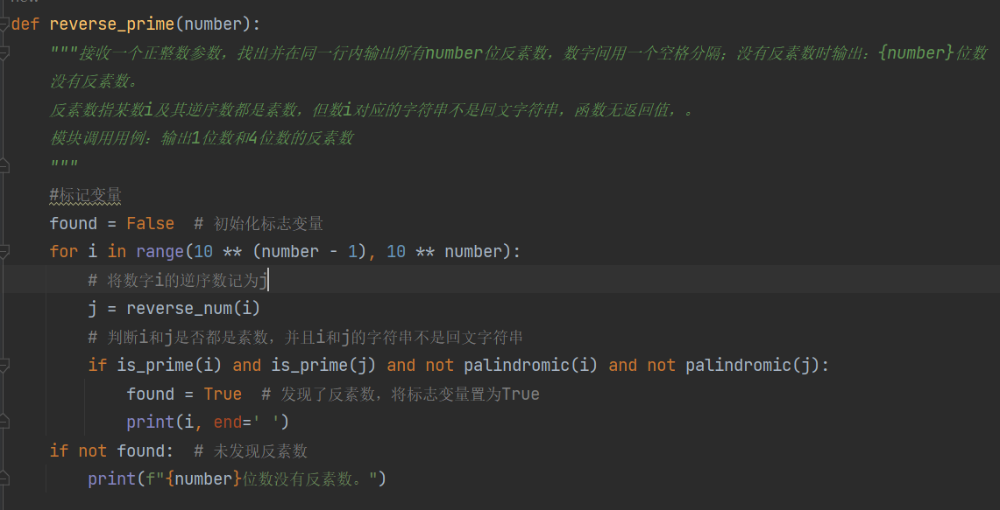 def reverse_prime(number):
    """接收一个正整数参数，找出并在同一行内输出所有number位反素数，数字间用一个空格分隔；没有反素数时输出：{number}位数
    没有反素数。
    反素数指某数i及其逆序数都是素数，但数i对应的字符串不是回文字符串，函数无返回值，。
    模块调用用例：输出1位数和4位数的反素数
    """
    #标记变量
    found = False  # 初始化标志变量
    for i in range(10 ** (number - 1), 10 ** number):
        # 将数字i的逆序数记为j
        j = reverse_num(i)
        # 判断i和j是否都是素数，并且i和j的字符串不是回文字符串
        if is_prime(i) and is_prime(j) and not palindromic(i) and not palindromic(j):
            found = True  # 发现了反素数，将标志变量置为True
            print(i, end=' ')
    if not found:  # 未发现反素数
        print(f"{number}位数没有反素数。")